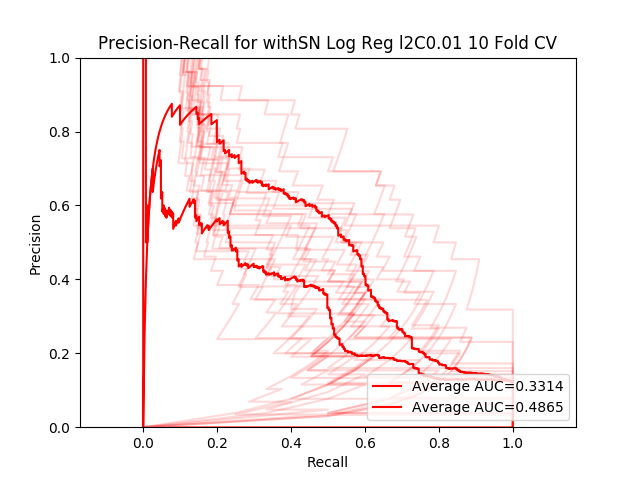 Precision-Recall for withSN Log Reg l2C0.01 10 Fold CV
1.0
0.8
0.6
0.4
0.2
0.0
Precision
0.0 0.2 0.4 0.6 0.8 1.0
Recall
Average AUC=0.3314
Average AUC=0.4865